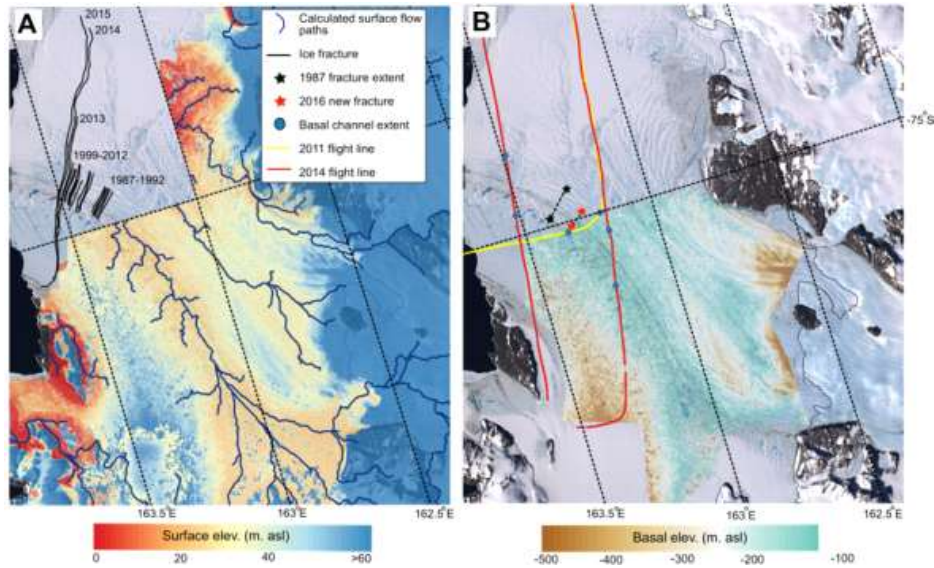 A
2015
2014
2013
1999-2012
1987-1992
Calculated surface flow
paths
Ice fracture
1987 fracture extent
2016 new fracture
Basal channel extent
2011 flight line
2014 flight line
B
-75°S
163.5°E
163°E
162.5°E
163.5°E
163°E
162.5°E
Surface elev. (m. asl)
0
20
40
>60
Basal elev. (m. asl)
-500
-400
-300
-200
-100